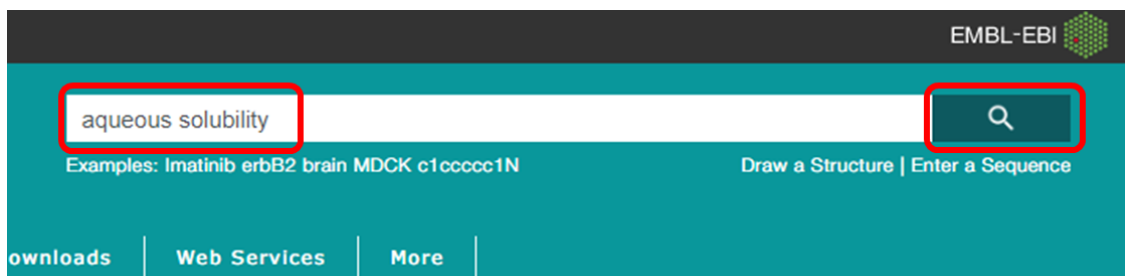 EMBL-EBI
aqueous solubility
Examples: Imatinib erbB2 brain MDCK c1ccccc1N Draw a Structure | Enter a Sequence
ownloads Web Services More